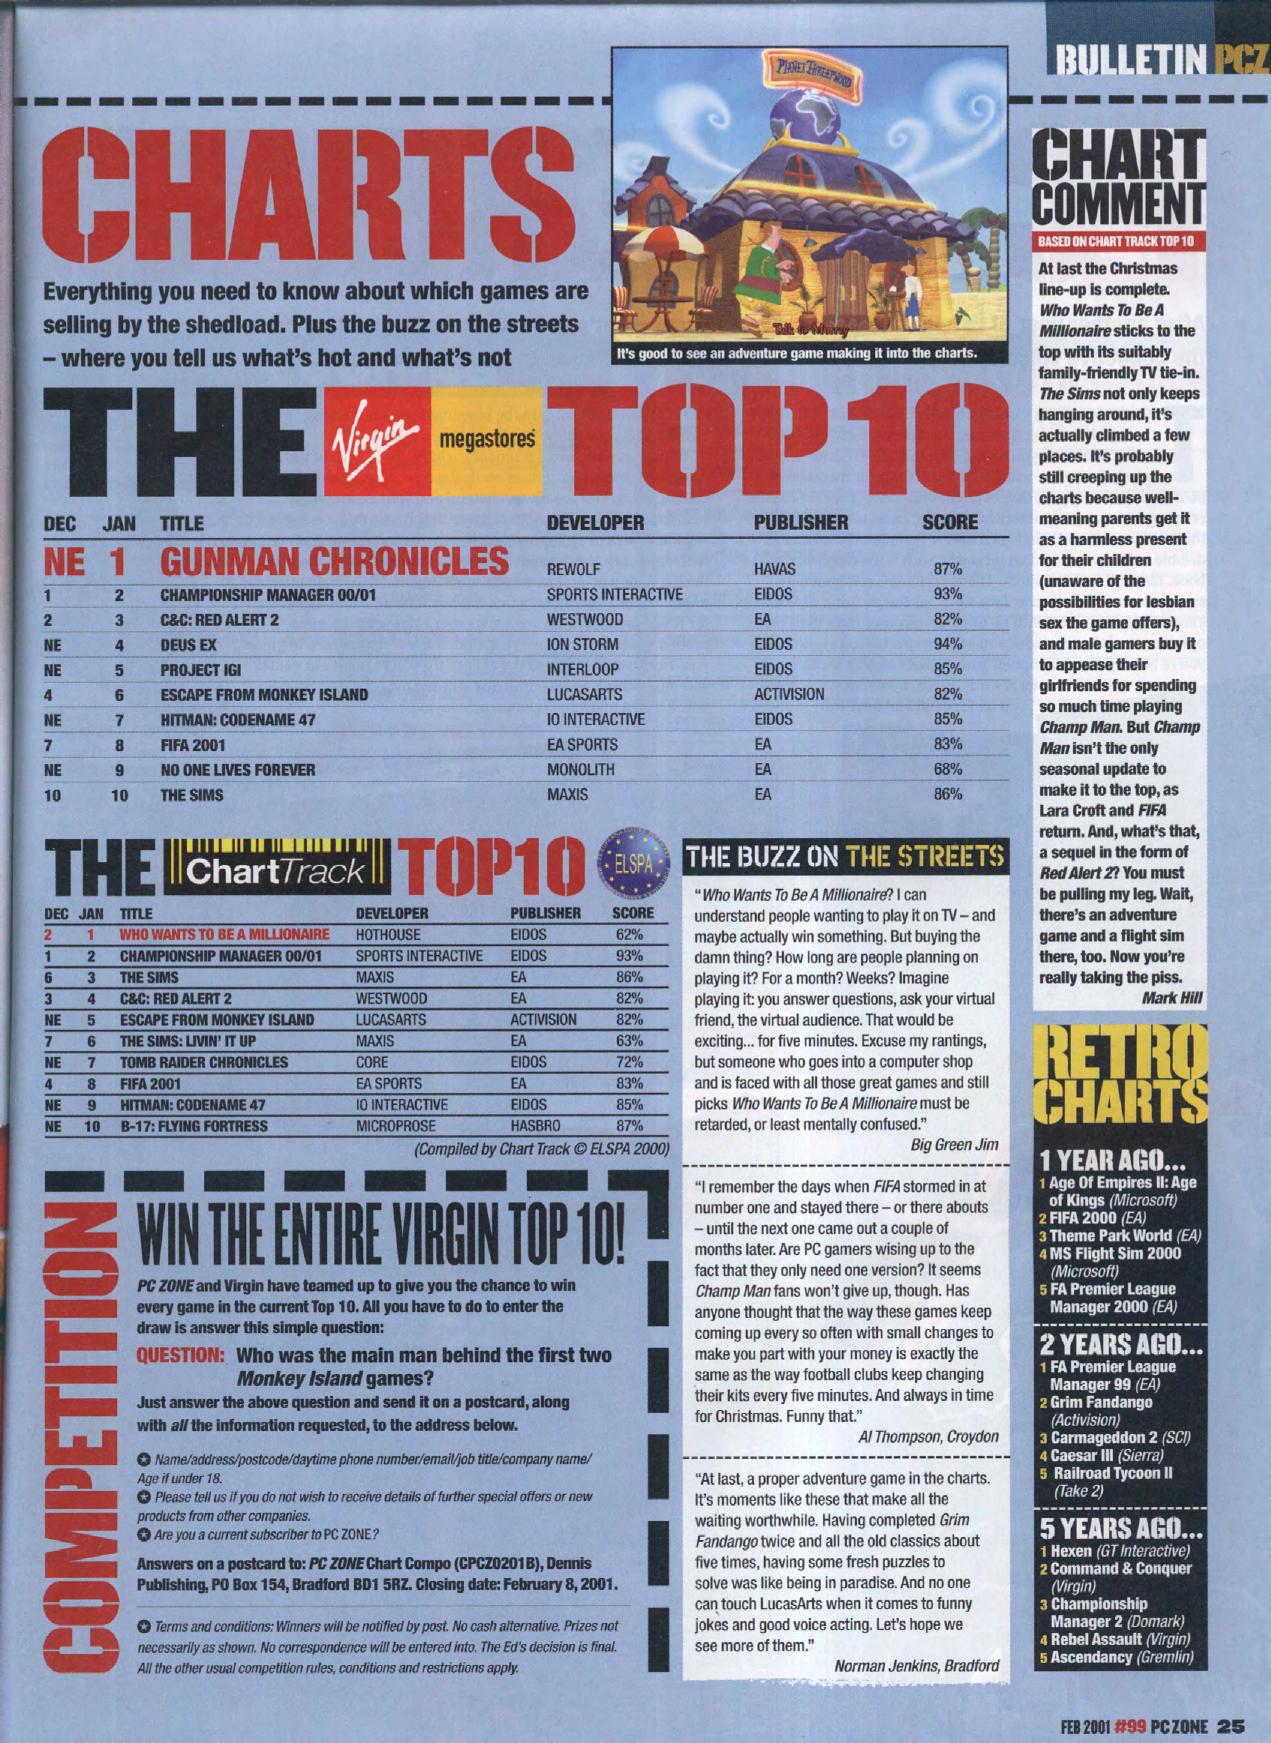 BULLETIN PCZ
CHARTS
Everything you need to know about which games are
selling by the shedload. Plus the buzz on the streets
– where you tell us what's hot and what's not
PLANET THREEPWOOD
Talk to Murray
It's good to see an adventure game making it into the charts.
THE Virgin megastores TOP 10
DEC JAN TITLE DEVELOPER PUBLISHER SCORE
NE 1 GUNMAN CHRONICLES REWOLF HAVAS 87%
1 2 CHAMPIONSHIP MANAGER 00/01 SPORTS INTERACTIVE EIDOS 93%
2 3 C&C: RED ALERT 2 WESTWOOD EA 82%
NE 4 DEUS EX ION STORM EIDOS 94%
NE 5 PROJECT IGI INTERLOOP EIDOS 85%
4 6 ESCAPE FROM MONKEY ISLAND LUCASARTS ACTIVISION 82%
NE 7 HITMAN: CODENAME 47 IO INTERACTIVE EIDOS 85%
7 8 FIFA 2001 EA SPORTS EA 83%
NE 9 NO ONE LIVES FOREVER MONOLITH EA 68%
10 10 THE SIMS MAXIS EA 86%
THE ChartTrack TOP10 ELSPA
DEC JAN TITLE DEVELOPER PUBLISHER SCORE
2 1 WHO WANTS TO BE A MILLIONAIRE HOTHOUSE EIDOS 62%
1 2 CHAMPIONSHIP MANAGER 00/01 SPORTS INTERACTIVE EIDOS 93%
6 3 THE SIMS MAXIS EA 86%
3 4 C&C: RED ALERT 2 WESTWOOD EA 82%
NE 5 ESCAPE FROM MONKEY ISLAND LUCASARTS ACTIVISION 82%
7 6 THE SIMS: LIVIN' IT UP MAXIS EA 63%
NE 7 TOMB RAIDER CHRONICLES CORE EIDOS 72%
4 8 FIFA 2001 EA SPORTS EA 83%
NE 9 HITMAN: CODENAME 47 IO INTERACTIVE EIDOS 85%
NE 10 B-17: FLYING FORTRESS MICROPROSE HASBRO 87%
(Compiled by Chart Track © ELSPA 2000)
COMPETITION
WIN THE ENTIRE VIRGIN TOP 10!
PC ZONE and Virgin have teamed up to give you the chance to win
every game in the current Top 10. All you have to do to enter the
draw is answer this simple question:
QUESTION: Who was the main man behind the first two
Monkey Island games?
Just answer the above question and send it on a postcard, along
with all the information requested, to the address below.
✪ Name/address/postcode/daytime phone number/email/job title/company name/
Age if under 18.
✪ Please tell us if you do not wish to receive details of further special offers or new
products from other companies.
✪ Are you a current subscriber to PC ZONE?
Answers on a postcard to: PC ZONE Chart Compo (CPCZ0201B), Dennis
Publishing, PO Box 154, Bradford BD1 5RZ. Closing date: February 8, 2001.
✪ Terms and conditions: Winners will be notified by post. No cash alternative. Prizes not
necessarily as shown. No correspondence will be entered into. The Ed's decision is final.
All the other usual competition rules, conditions and restrictions apply.
THE BUZZ ON THE STREETS
"Who Wants To Be A Millionaire? I can
understand people wanting to play it on TV – and
maybe actually win something. But buying the
damn thing? How long are people planning on
playing it? For a month? Weeks? Imagine
playing it: you answer questions, ask your virtual
friend, the virtual audience. That would be
exciting... for five minutes. Excuse my rantings,
but someone who goes into a computer shop
and is faced with all those great games and still
picks Who Wants To Be A Millionaire must be
retarded, or least mentally confused."
Big Green Jim
"I remember the days when FIFA stormed in at
number one and stayed there – or there abouts
– until the next one came out a couple of
months later. Are PC gamers wising up to the
fact that they only need one version? It seems
Champ Man fans won't give up, though. Has
anyone thought that the way these games keep
coming up every so often with small changes to
make you part with your money is exactly the
same as the way football clubs keep changing
their kits every five minutes. And always in time
for Christmas. Funny that."
Al Thompson, Croydon
"At last, a proper adventure game in the charts.
It's moments like these that make all the
waiting worthwhile. Having completed Grim
Fandango twice and all the old classics about
five times, having some fresh puzzles to
solve was like being in paradise. And no one
can touch LucasArts when it comes to funny
jokes and good voice acting. Let's hope we
see more of them."
Norman Jenkins, Bradford
CHART
COMMENT
BASED ON CHART TRACK TOP 10
At last the Christmas
line-up is complete.
Who Wants To Be A
Millionaire sticks to the
top with its suitably
family-friendly TV tie-in.
The Sims not only keeps
hanging around, it's
actually climbed a few
places. It's probably
still creeping up the
charts because well-
meaning parents get it
as a harmless present
for their children
(unaware of the
possibilities for lesbian
sex the game offers),
and male gamers buy it
to appease their
girlfriends for spending
so much time playing
Champ Man. But Champ
Man isn't the only
seasonal update to
make it to the top, as
Lara Croft and FIFA
return. And, what's that,
a sequel in the form of
Red Alert 2? You must
be pulling my leg. Wait,
there's an adventure
game and a flight sim
there, too. Now you're
really taking the piss.
Mark Hill
RETRO
CHARTS
1 YEAR AGO...
1 Age Of Empires II: Age
of Kings (Microsoft)
2 FIFA 2000 (EA)
3 Theme Park World (EA)
4 MS Flight Sim 2000
(Microsoft)
5 FA Premier League
Manager 2000 (EA)
2 YEARS AGO...
1 FA Premier League
Manager 99 (EA)
2 Grim Fandango
(Activision)
3 Carmageddon 2 (SCI)
4 Caesar III (Sierra)
5 Railroad Tycoon II
(Take 2)
5 YEARS AGO...
1 Hexen (GT Interactive)
2 Command & Conquer
(Virgin)
3 Championship
Manager 2 (Domark)
4 Rebel Assault (Virgin)
5 Ascendancy (Gremlin)
FEB 2001 #99 PC ZONE 25